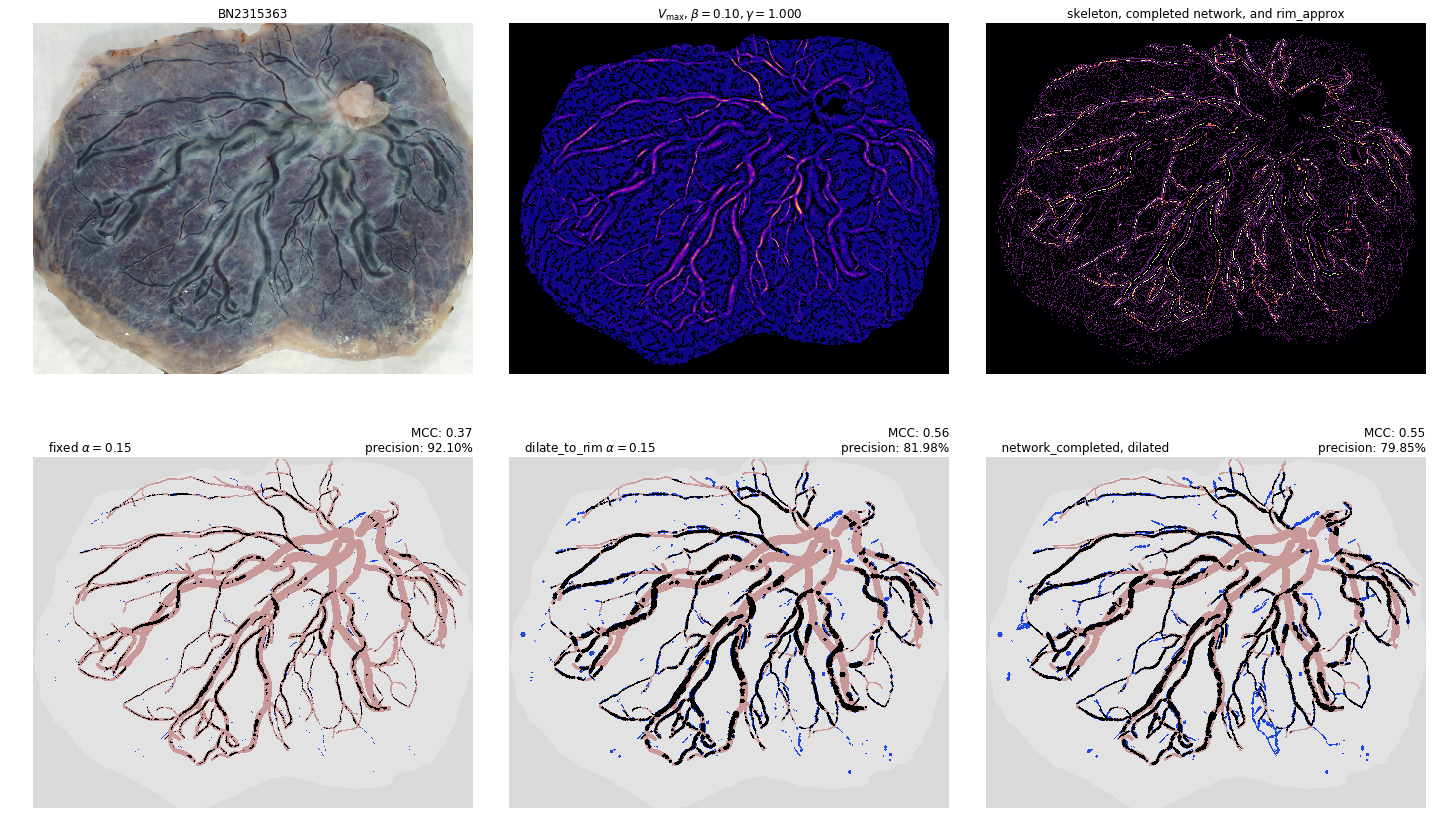 BN2315363
V_max, β = 0.10, γ = 1.000
skeleton, completed network, and rim_approx
MCC: 0.37
fixed α = 0.15 precision: 92.10%
MCC: 0.56
dilate_to_rim α = 0.15 precision: 81.98%
MCC: 0.55
network_completed, dilated precision: 79.85%